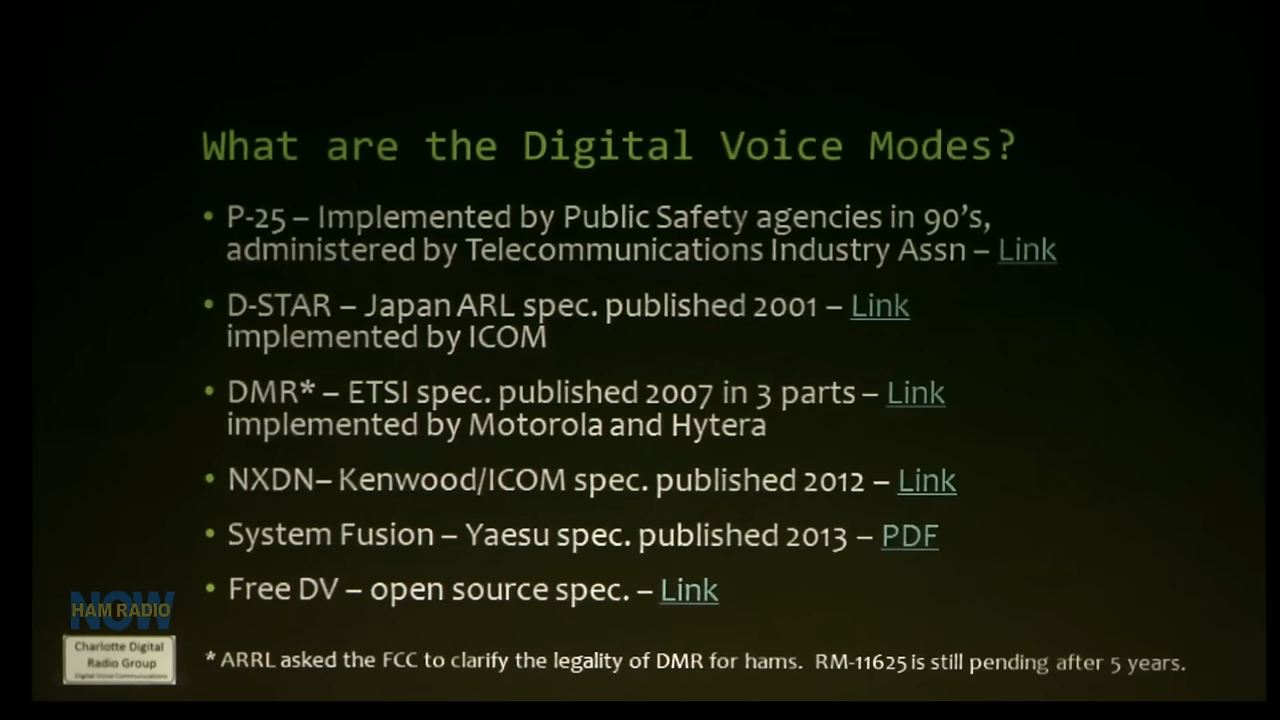 What are the Digital Voice Modes?
• P-25 – Implemented by Public Safety agencies in 90's,
administered by Telecommunications Industry Assn – Link
• D-STAR – Japan ARL spec. published 2001 – Link
implemented by ICOM
• DMR* – ETSI spec. published 2007 in 3 parts – Link
implemented by Motorola and Hytera
• NXDN– Kenwood/ICOM spec. published 2012 – Link
• System Fusion – Yaesu spec. published 2013 – PDF
• Free DV – open source spec. – Link
NOW
HAM RADIO
Charlotte Digital
Radio Group
Digital Voice Communications
* ARRL asked the FCC to clarify the legality of DMR for hams. RM-11625 is still pending after 5 years.